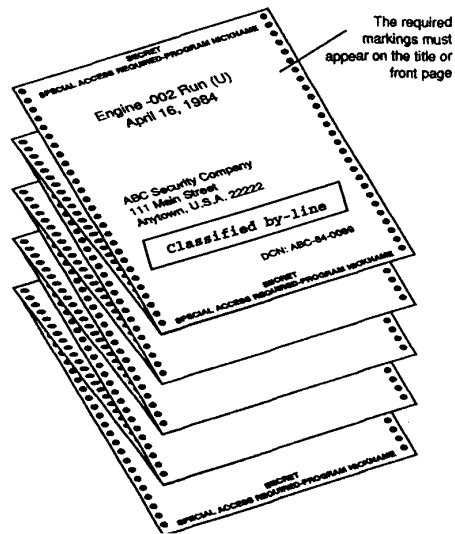 SECRET
SPECIAL ACCESS REQUIRED-PROGRAM NICKNAME
Engine -002 Run (U)
April 16, 1984
ABC Security Company
111 Main Street
Anytown, U.S.A. 22222
Classified by-line
DCN: ABC-84-0099
SECRET
SPECIAL ACCESS REQUIRED-PROGRAM NICKNAME
SECRET
SPECIAL ACCESS REQUIRED-PROGRAM NICKNAME
The required
markings must
appear on the title or
front page